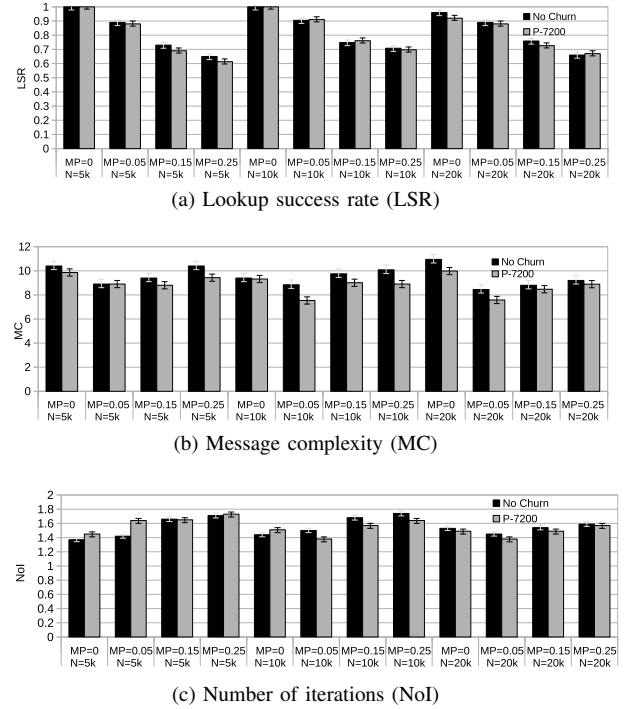 1
0.9
0.8
0.7
0.6
0.5
0.4
0.3
0.2
0.1
0
LSR
No Churn
P-7200
MP=0 MP=0.05 MP=0.15 MP=0.25 MP=0 MP=0.05 MP=0.15 MP=0.25 MP=0 MP=0.05 MP=0.15 MP=0.25
N=5k N=5k N=5k N=5k N=10k N=10k N=10k N=10k N=20k N=20k N=20k N=20k
(a) Lookup success rate (LSR)
12
10
8
6
4
2
0
MC
No Churn
P-7200
MP=0 MP=0.05 MP=0.15 MP=0.25 MP=0 MP=0.05 MP=0.15 MP=0.25 MP=0 MP=0.05 MP=0.15 MP=0.25
N=5k N=5k N=5k N=5k N=10k N=10k N=10k N=10k N=20k N=20k N=20k N=20k
(b) Message complexity (MC)
2
1.8
1.6
1.4
1.2
1
0.8
0.6
0.4
0.2
0
NoI
No Churn
P-7200
MP=0 MP=0.05 MP=0.15 MP=0.25 MP=0 MP=0.05 MP=0.15 MP=0.25 MP=0 MP=0.05 MP=0.15 MP=0.25
N=5k N=5k N=5k N=5k N=10k N=10k N=10k N=10k N=20k N=20k N=20k N=20k
(c) Number of iterations (NoI)